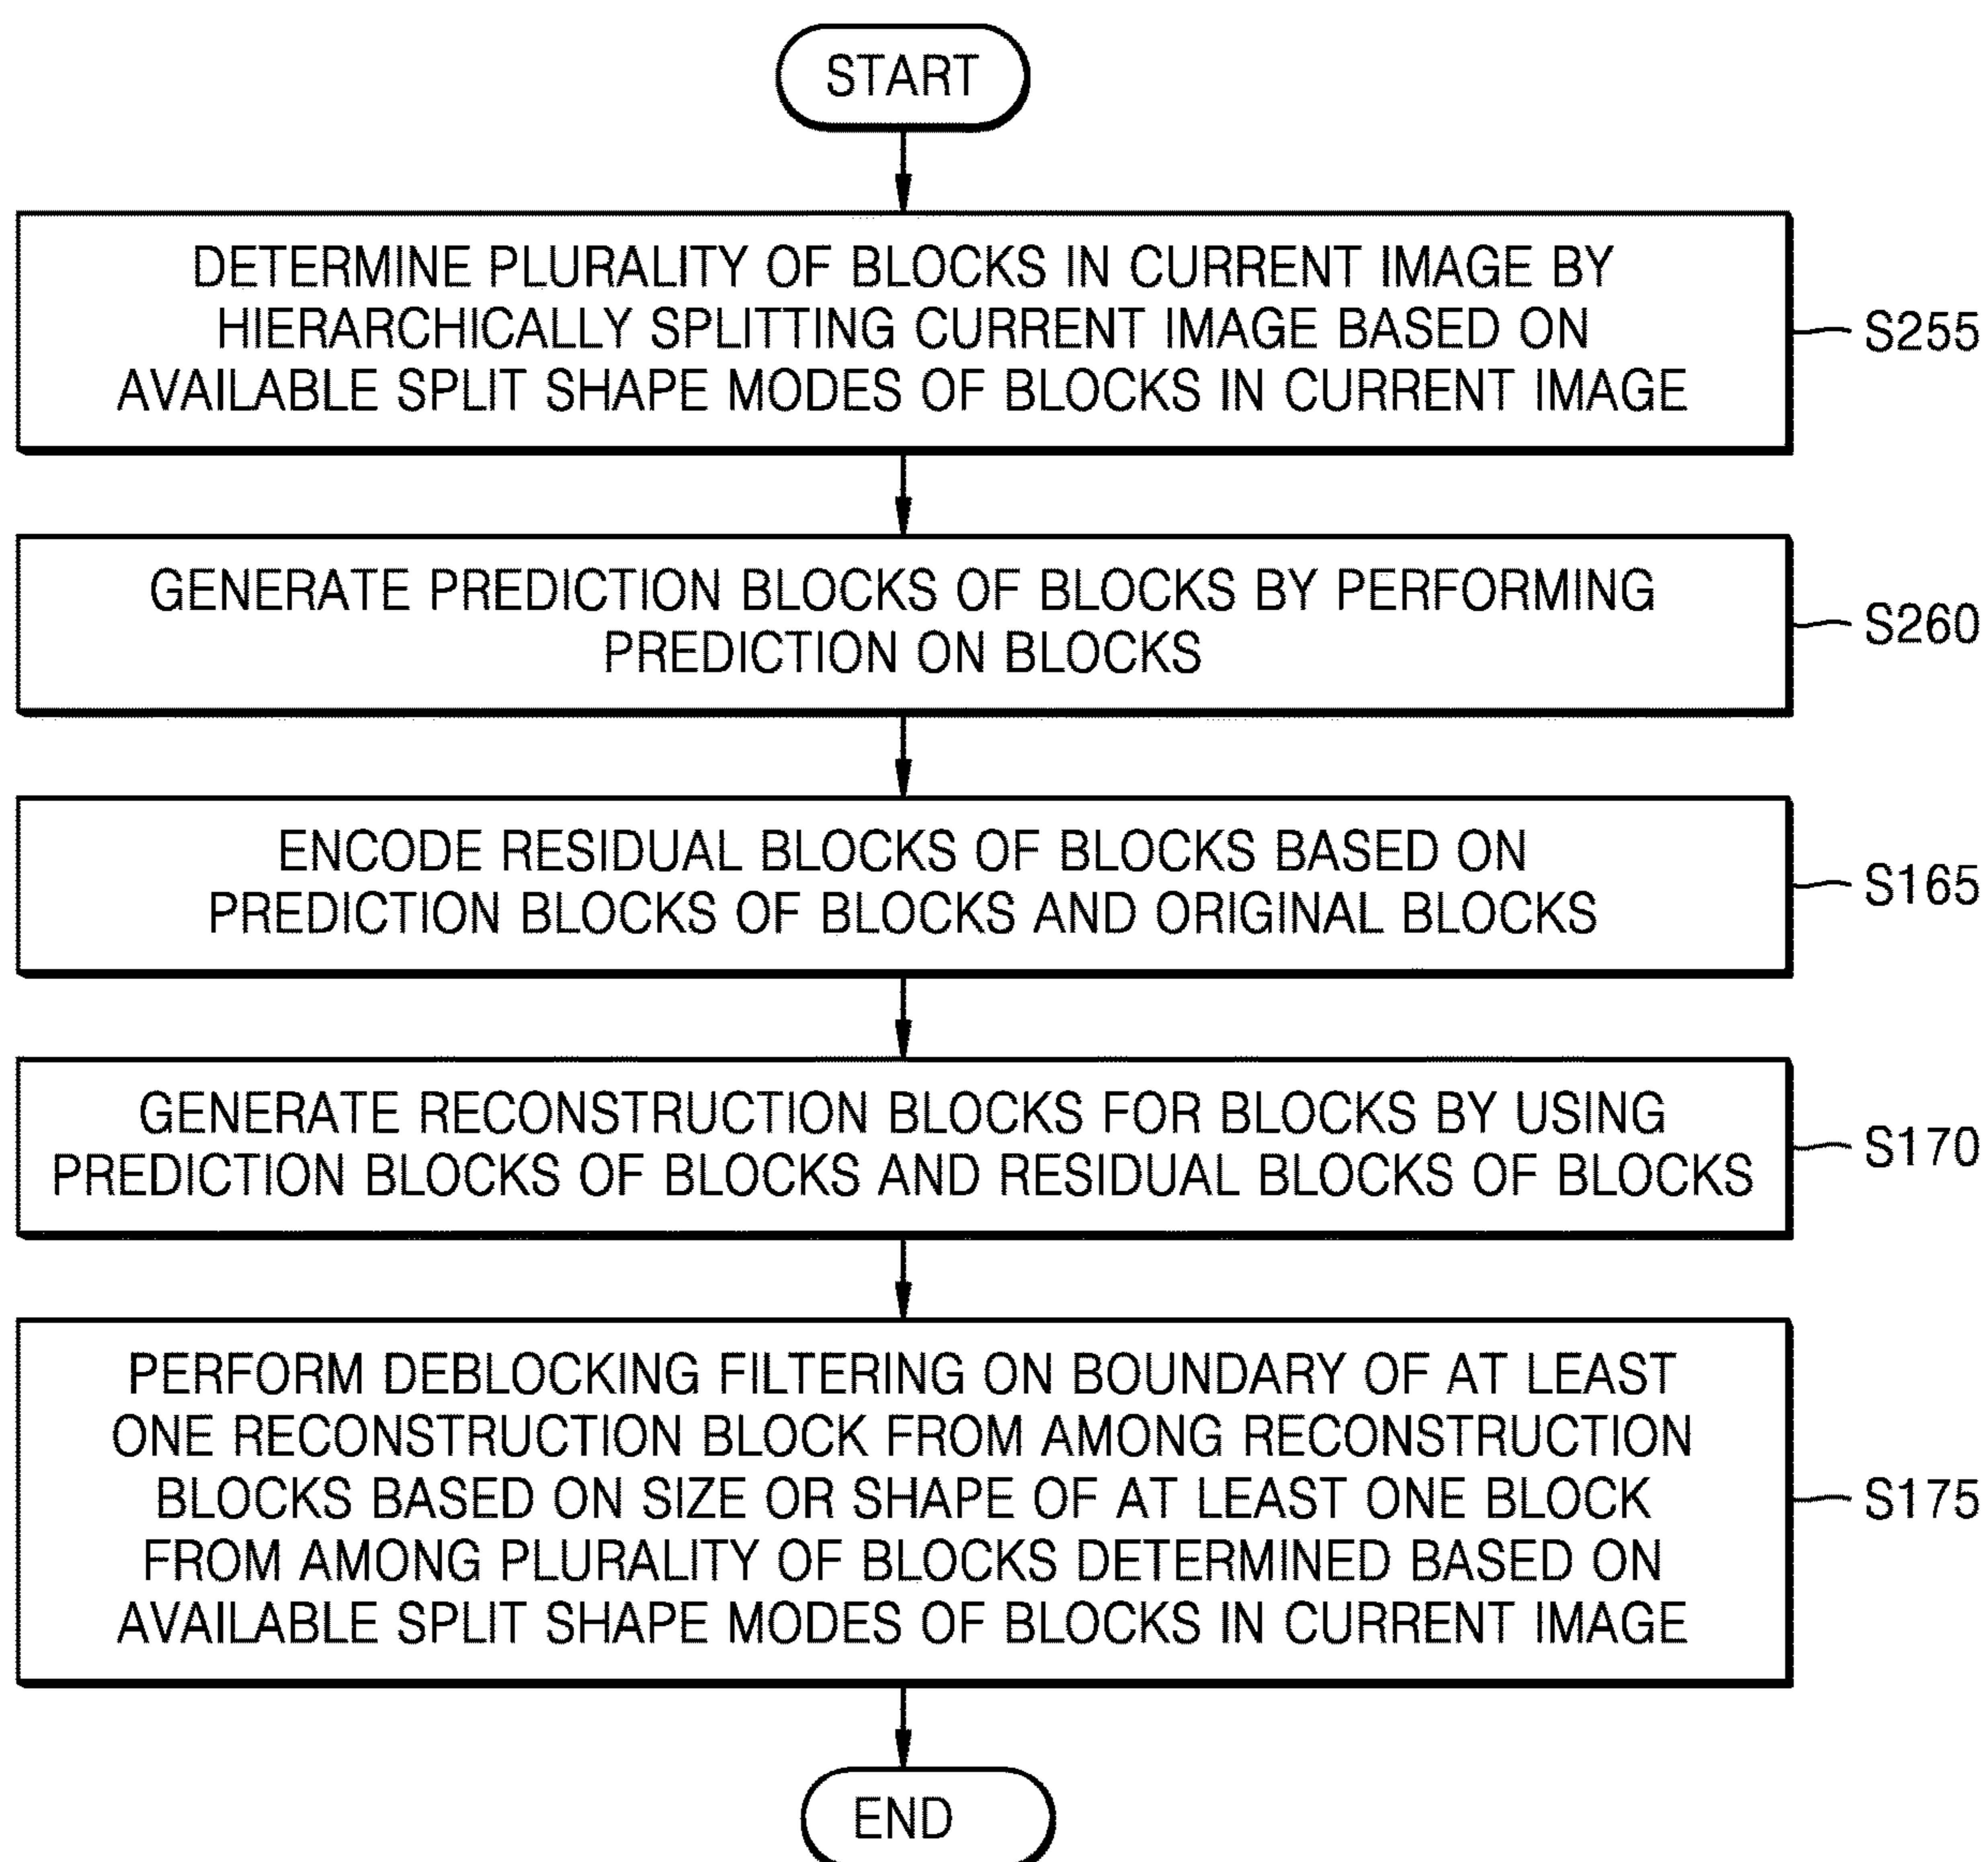 START
DETERMINE PLURALITY OF BLOCKS IN CURRENT IMAGE BY
HIERARCHICALLY SPLITTING CURRENT IMAGE BASED ON
AVAILABLE SPLIT SHAPE MODES OF BLOCKS IN CURRENT IMAGE
S255
GENERATE PREDICTION BLOCKS OF BLOCKS BY PERFORMING
PREDICTION ON BLOCKS
S260
ENCODE RESIDUAL BLOCKS OF BLOCKS BASED ON
PREDICTION BLOCKS OF BLOCKS AND ORIGINAL BLOCKS
S165
GENERATE RECONSTRUCTION BLOCKS FOR BLOCKS BY USING
PREDICTION BLOCKS OF BLOCKS AND RESIDUAL BLOCKS OF BLOCKS
S170
PERFORM DEBLOCKING FILTERING ON BOUNDARY OF AT LEAST
ONE RECONSTRUCTION BLOCK FROM AMONG RECONSTRUCTION
BLOCKS BASED ON SIZE OR SHAPE OF AT LEAST ONE BLOCK
FROM AMONG PLURALITY OF BLOCKS DETERMINED BASED ON
AVAILABLE SPLIT SHAPE MODES OF BLOCKS IN CURRENT IMAGE
S175
END